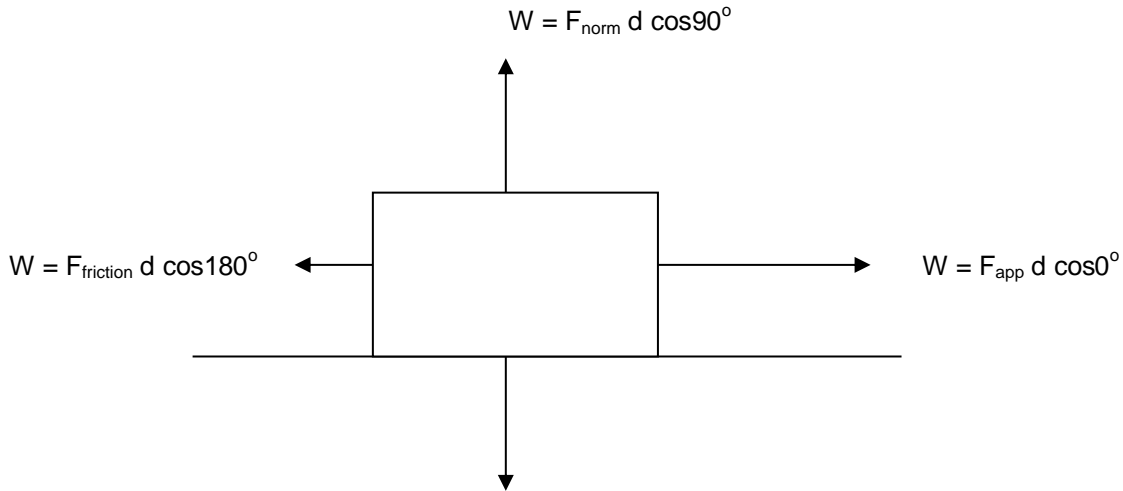 W = F_norm d cos90°
W = F_friction d cos180°
W = F_app d cos0°